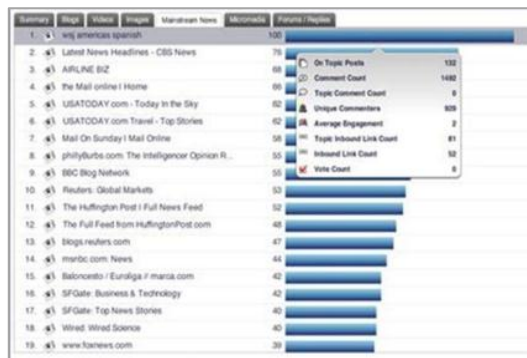 Summary Blogs Videos Images Mainstream News Micromedia Forums / Replies
1. wsj americas spanish 100
2. Latest News Headlines - CBS News 76
3. AIRLINE BIZ 68
4. the Mail online I Home 66
5. USATODAY.com - Today In the Sky 62
6. USATODAY.com Travel - Top Stories 62
7. Mail On Sunday I Mail Online 58
8. phillyBurbs.com: The Intelligencer Opinion R... 55
9. BBC Blog Network 55
10. Reuters: Global Markets 53
11. The Huffington Post I Full News Feed 52
12. The Full Feed from HuffingtonPost.com 48
13. blogs.reuters.com 47
14. msnbc.com: News 44
15. Baloncesto / Euroliga // marca.com 42
16. SFGate: Business & Technology 42
17. SFGate: Top News Stories 40
18. Wired: Wired Science 40
19. www.foxnews.com 39
On Topic Posts 132
Comment Count 1492
Topic Comment Count 0
Unique Commenters 929
Average Engagement 2
Topic Inbound Link Count 81
Inbound Link Count 52
Vote Count 0